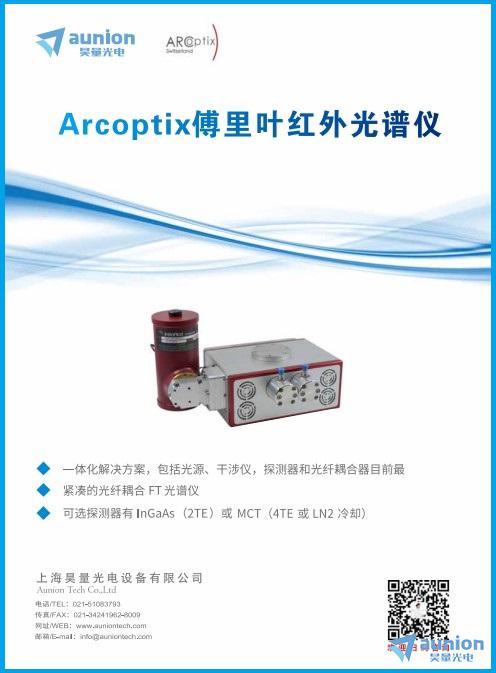 aunion
昊量光电
ARCoptix
Switzerland
Arcoptix傅里叶红外光谱仪
一体化解决方案，包括光源、干涉仪，探测器和光纤耦合器目前最
紧凑的光纤耦合 FT 光谱仪
可选探测器有 InGaAs（2TE）或 MCT（4TE 或 LN2 冷却）
上海昊量光电设备有限公司
Aunion Tech Co.,Ltd
电话/TEL：021-51083793
传真/FAX：021-34241962-8009
网址/WEB：www.auniontech.com
邮箱/E-mail：info@auniontech.com
aunion
昊量光电